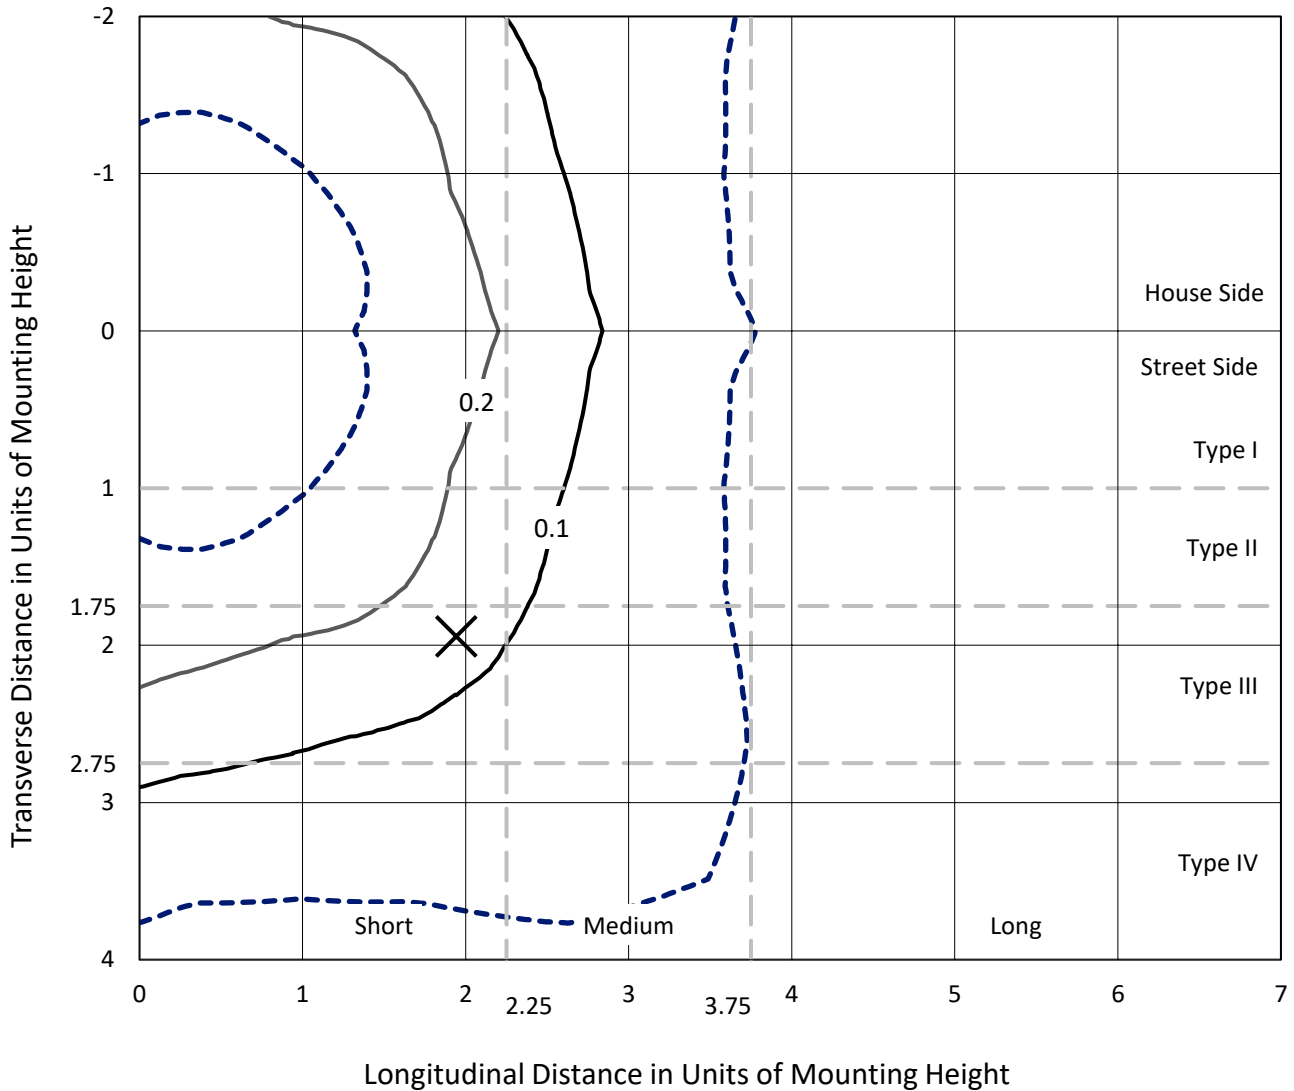 -2
-1
0
1
1.75
2
2.75
3
4
Transverse Distance in Units of Mounting Height
House Side
Street Side
0.2
Type I
0.1
Type II
Type III
Type IV
Short
Medium
Long
0
1
2
2.25
3
3.75
4
5
6
7
Longitudinal Distance in Units of Mounting Height